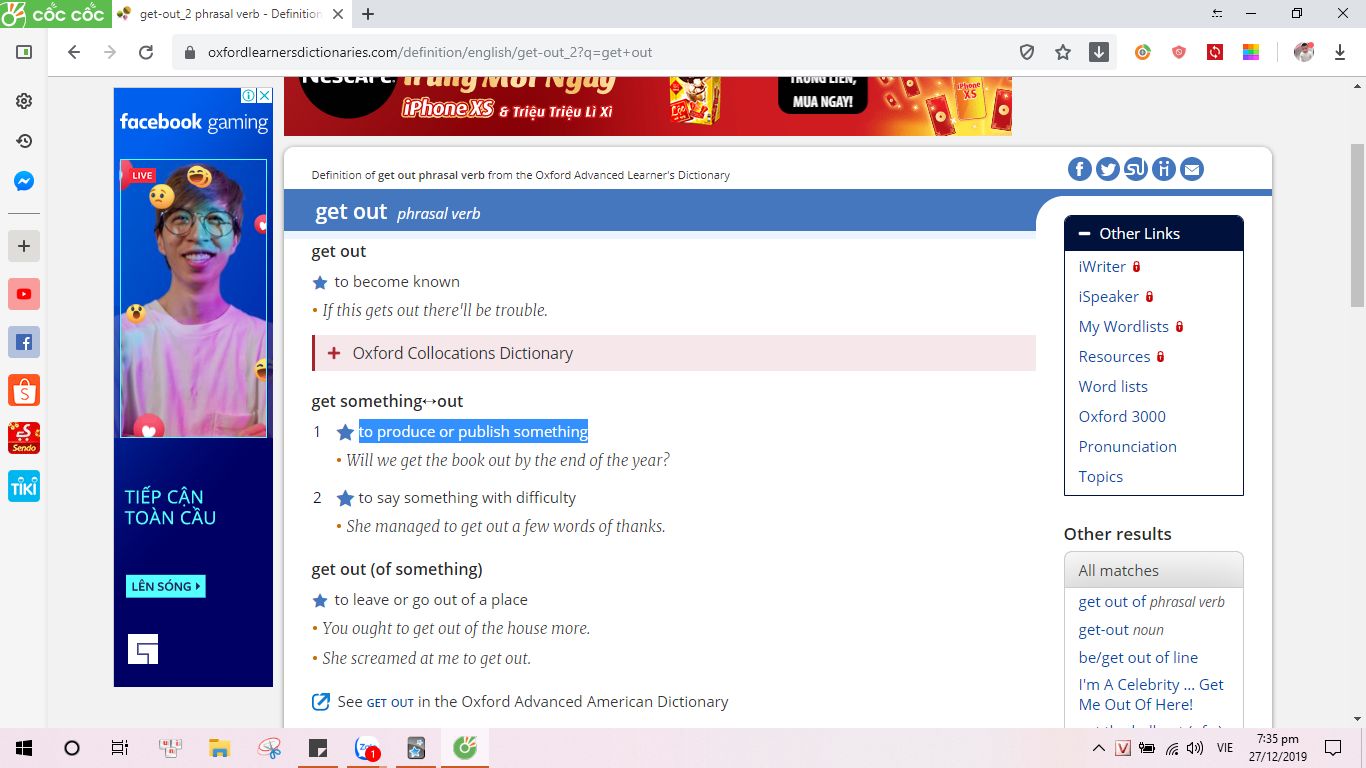 cốc cốc
get-out_2 phrasal verb - Definition
oxfordlearnersdictionaries.com/definition/english/get-out_2?q=get+out
NESCAFÉ
iPhone XS & Triệu Triệu Lì Xì
TRÚNG LIỀN,
MUA NGAY!
iPhone
XS
facebook gaming
LIVE
TIẾP CẬN
TOÀN CẦU
LÊN SÓNG
Sendo
TIKI
Definition of get out phrasal verb from the Oxford Advanced Learner's Dictionary
get out phrasal verb
get out
to become known
• If this gets out there'll be trouble.
+ Oxford Collocations Dictionary
get something↔out
1 to produce or publish something
• Will we get the book out by the end of the year?
2 to say something with difficulty
• She managed to get out a few words of thanks.
get out (of something)
to leave or go out of a place
• You ought to get out of the house more.
• She screamed at me to get out.
See GET OUT in the Oxford Advanced American Dictionary
Other Links
iWriter
iSpeaker
My Wordlists
Resources
Word lists
Oxford 3000
Pronunciation
Topics
Other results
All matches
get out of phrasal verb
get-out noun
be/get out of line
I'm A Celebrity ... Get
Me Out Of Here!
Zalo
1
V
VIE
7:35 pm
27/12/2019